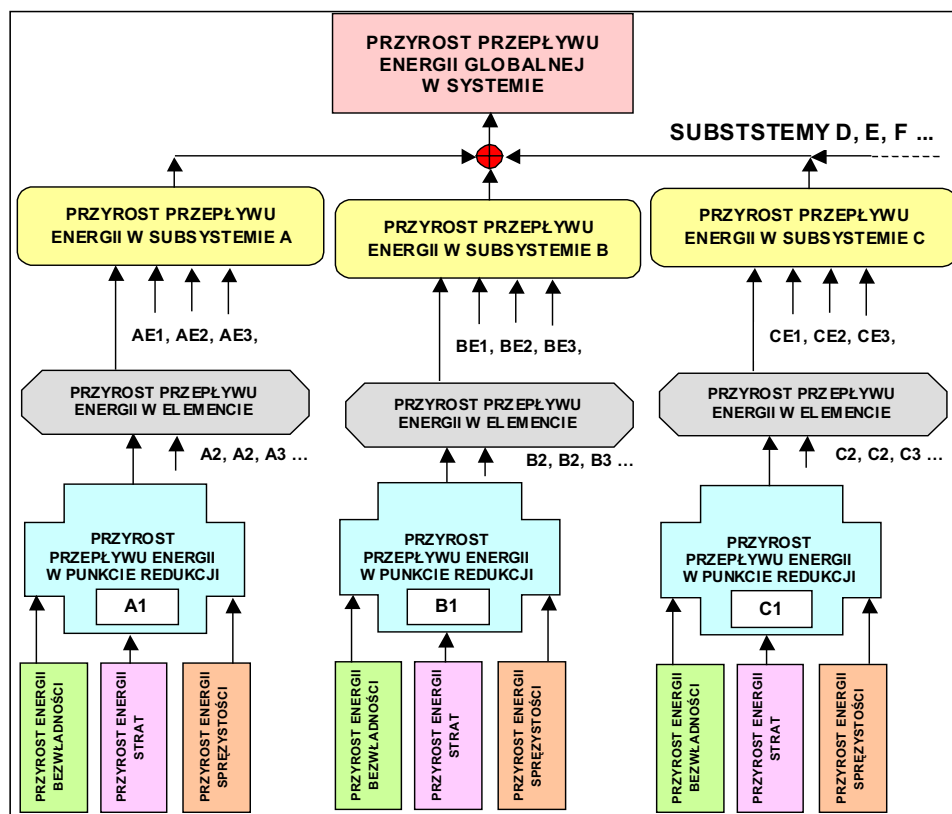 PRZYROST PRZEPŁYWU
ENERGII GLOBALNEJ
W SYSTEMIE
SUBSTSTEMY D, E, F ...
PRZYROST PRZEPŁYWU
ENERGII W SUBSYSTEMIE A
PRZYROST PRZEPŁYWU
ENERGII W SUBSYSTEMIE B
PRZYROST PRZEPŁYWU
ENERGII W SUBSYSTEMIE C
AE1, AE2, AE3,
BE1, BE2, BE3,
CE1, CE2, CE3,
PRZYROST PRZEPŁYWU
ENERGII W ELEMENCIE
PRZYROST PRZEPŁYWU
ENERGII W ELEMENCIE
PRZYROST PRZEPŁYWU
ENERGII W ELEMENCIE
A2, A2, A3 ...
B2, B2, B3 ...
C2, C2, C3 ...
PRZYROST
PRZEPŁYWU ENERGII
W PUNKCIE REDUKCJI
A1
PRZYROST
PRZEPŁYWU ENERGII
W PUNKCIE REDUKCJI
B1
PRZYROST
PRZEPŁYWU ENERGII
W PUNKCIE REDUKCJI
C1
PRZYROST ENERGII
BEZWŁADNOŚCI
PRZYROST ENERGII
STRAT
PRZYROST ENERGII
SPRĘŻYSTOŚCI
PRZYROST ENERGII
BEZWŁADNOŚCI
PRZYROST ENERGII
STRAT
PRZYROST ENERGII
SPRĘŻYSTOŚCI
PRZYROST ENERGII
BEZWŁADNOŚCI
PRZYROST ENERGII
STRAT
PRZYROST ENERGII
SPRĘŻYSTOŚCI